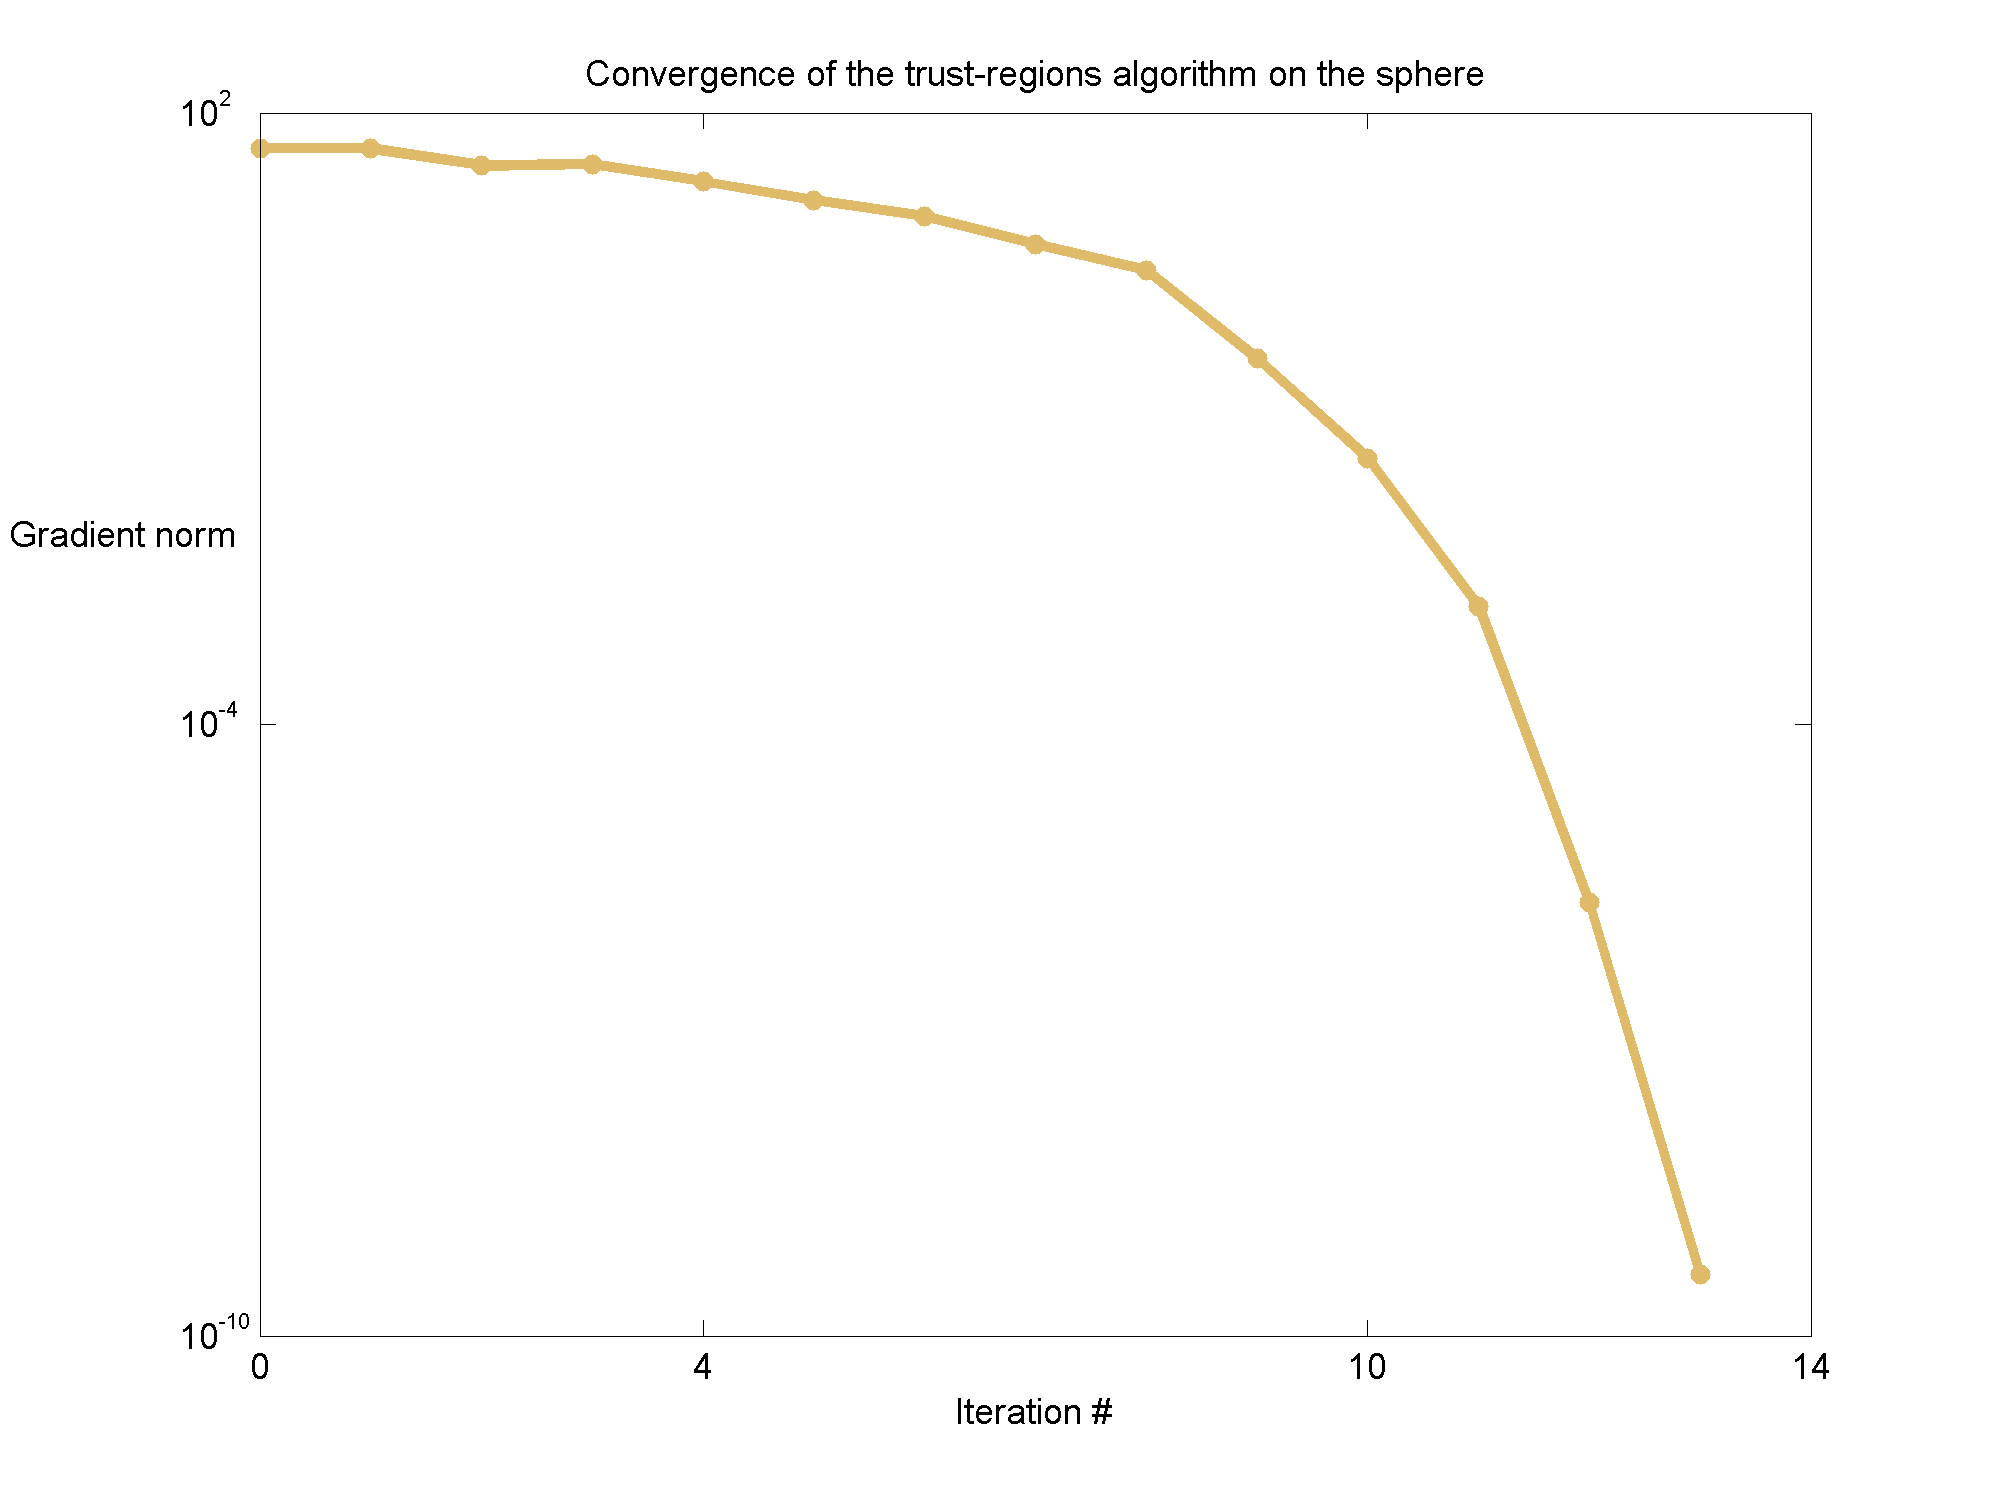 Convergence of the trust-regions algorithm on the sphere
10^2
Gradient norm
10^-4
10^-10
0 4 10 14
Iteration #